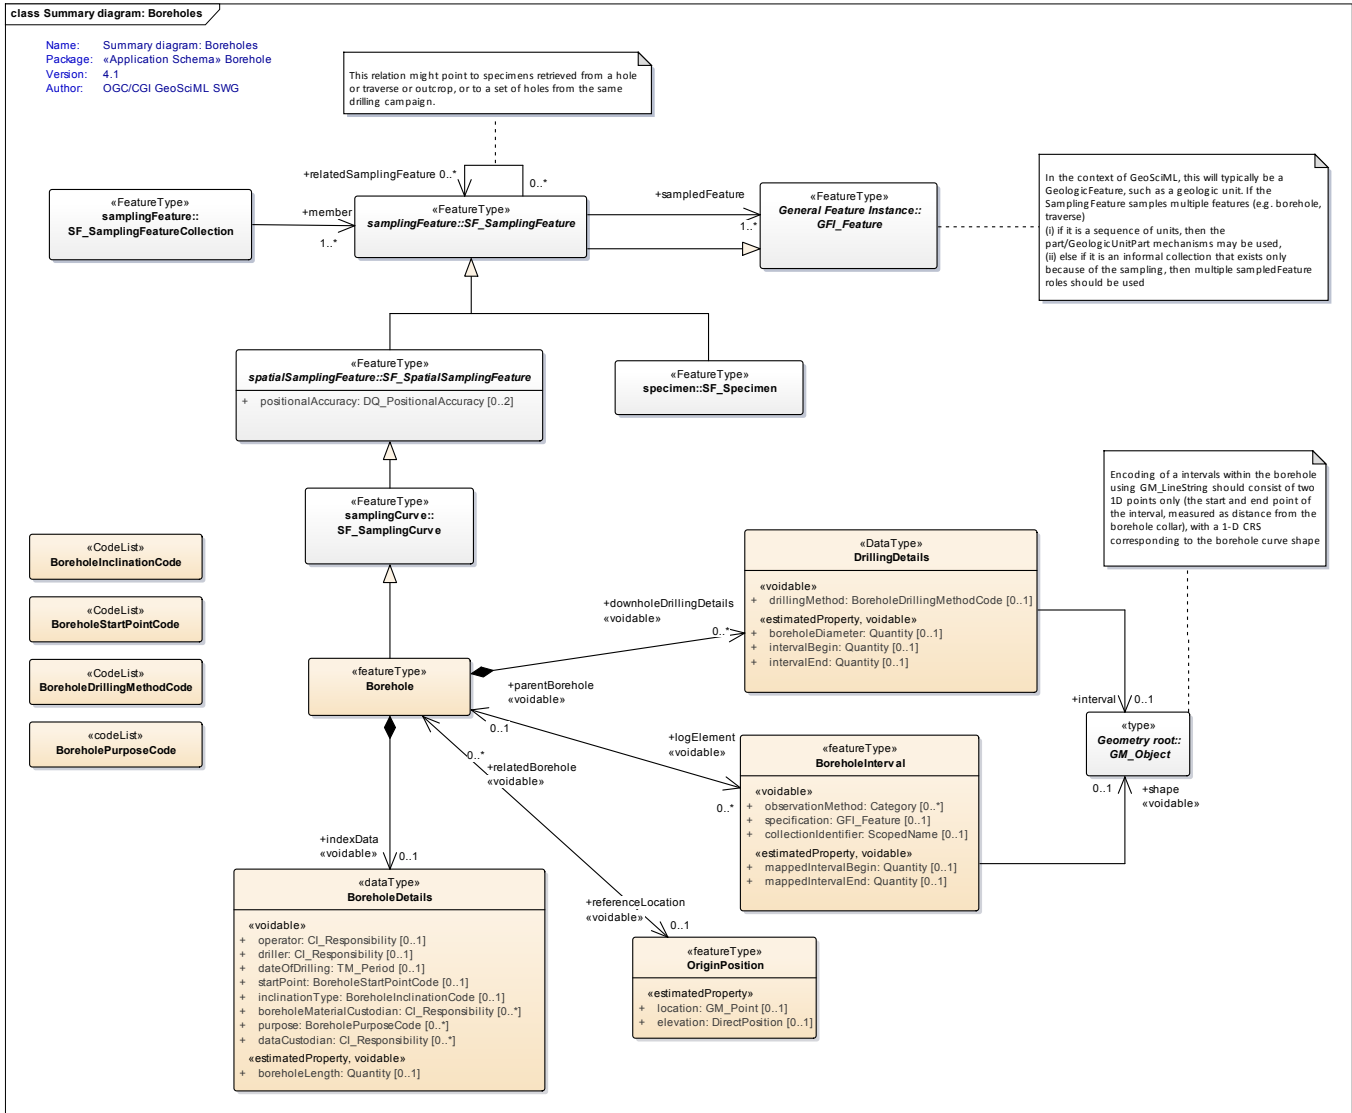 class Summary diagram: Boreholes
Name: Summary diagram: Boreholes
Package: «Application Schema» Borehole
Version: 4.1
Author: OGC/CGI GeoSciML SWG
This relation might point to specimens retrieved from a hole
or traverse or outcrop, or to a set of holes from the same
drilling campaign.
+relatedSamplingFeature 0..*
0..*
«FeatureType»
samplingFeature::
SF_SamplingFeatureCollection
+member
1..*
«FeatureType»
samplingFeature::SF_SamplingFeature
+sampledFeature
1..*
«FeatureType»
General Feature Instance::
GFI_Feature
In the context of GeoSciML, this will typically be a
GeologicFeature, such as a geologic unit. If the
SamplingFeature samples multiple features (e.g. borehole,
traverse)
(i) if it is a sequence of units, then the
part/GeologicUnitPart mechanisms may be used,
(ii) else if it is an informal collection that exists only
because of the sampling, then multiple sampledFeature
roles should be used
«FeatureType»
spatialSamplingFeature::SF_SpatialSamplingFeature
+ positionalAccuracy: DQ_PositionalAccuracy [0..2]
«FeatureType»
specimen::SF_Specimen
«FeatureType»
samplingCurve::
SF_SamplingCurve
Encoding of a intervals within the borehole
using GM_LineString should consist of two
1D points only (the start and end point of
the interval, measured as distance from the
borehole collar), with a 1-D CRS
corresponding to the borehole curve shape
«CodeList»
BoreholeInclinationCode
«CodeList»
BoreholeStartPointCode
«CodeList»
BoreholeDrillingMethodCode
«codeList»
BoreholePurposeCode
«DataType»
DrillingDetails
«voidable»
+ drillingMethod: BoreholeDrillingMethodCode [0..1]
«estimatedProperty, voidable»
+ boreholeDiameter: Quantity [0..1]
+ intervalBegin: Quantity [0..1]
+ intervalEnd: Quantity [0..1]
+downholeDrillingDetails
«voidable»
0..*
«featureType»
Borehole
+parentBorehole
«voidable»
0..1
+interval
0..1
«type»
Geometry root::
GM_Object
0..1
+shape
«voidable»
+logElement
«voidable»
0..*
«featureType»
BoreholeInterval
«voidable»
+ observationMethod: Category [0..*]
+ specification: GFI_Feature [0..1]
+ collectionIdentifier: ScopedName [0..1]
«estimatedProperty, voidable»
+ mappedIntervalBegin: Quantity [0..1]
+ mappedIntervalEnd: Quantity [0..1]
0..*
+relatedBorehole
«voidable»
+indexData
«voidable»
0..1
«dataType»
BoreholeDetails
«voidable»
+ operator: CI_Responsibility [0..1]
+ driller: CI_Responsibility [0..1]
+ dateOfDrilling: TM_Period [0..1]
+ startPoint: BoreholeStartPointCode [0..1]
+ inclinationType: BoreholeInclinationCode [0..1]
+ boreholeMaterialCustodian: CI_Responsibility [0..*]
+ purpose: BoreholePurposeCode [0..*]
+ dataCustodian: CI_Responsibility [0..*]
«estimatedProperty, voidable»
+ boreholeLength: Quantity [0..1]
+referenceLocation
«voidable»
0..1
«featureType»
OriginPosition
«estimatedProperty»
+ location: GM_Point [0..1]
+ elevation: DirectPosition [0..1]